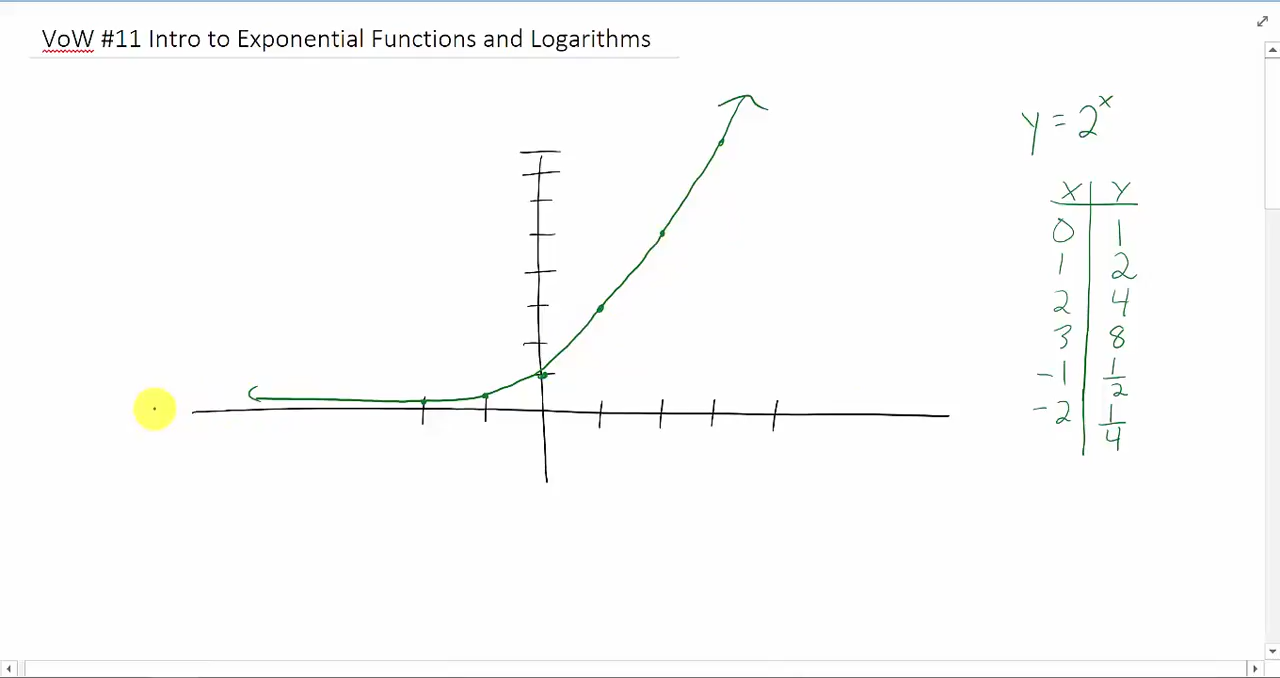 VoW #11 Intro to Exponential Functions and Logarithms
y = 2^x
X Y
0 1
1 2
2 4
3 8
-1 1/2
-2 1/4